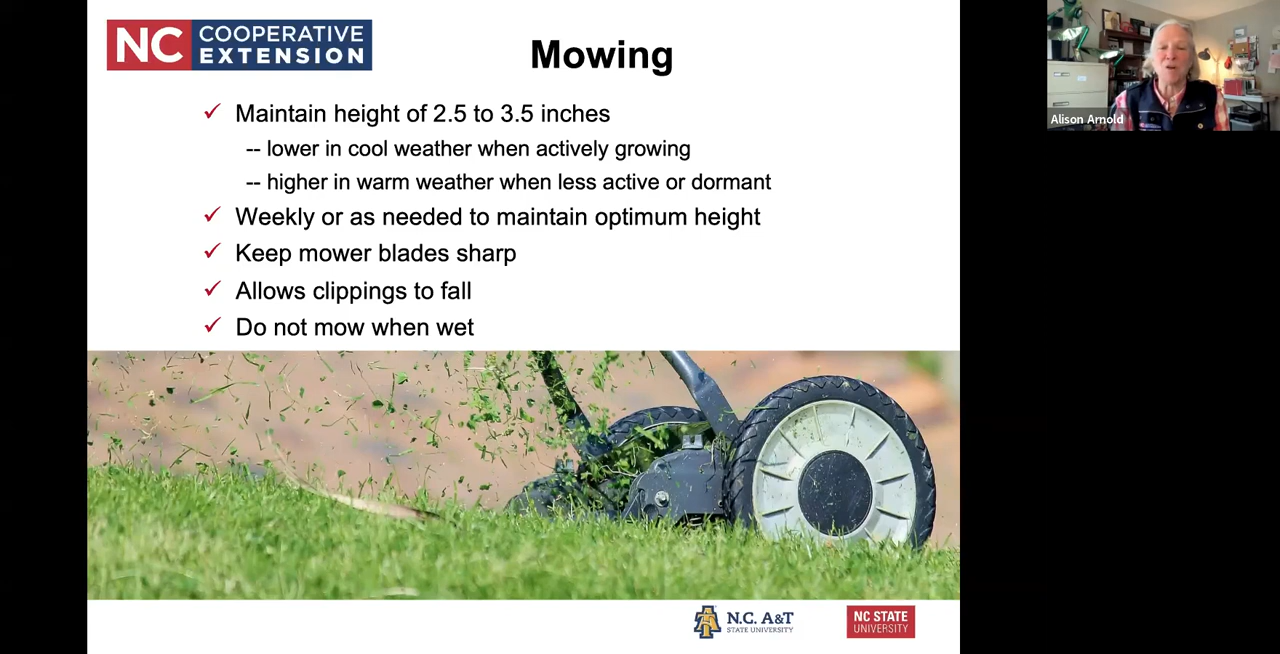 NC COOPERATIVE
EXTENSION
Mowing
Maintain height of 2.5 to 3.5 inches
-- lower in cool weather when actively growing
-- higher in warm weather when less active or dormant
Weekly or as needed to maintain optimum height
Keep mower blades sharp
Allows clippings to fall
Do not mow when wet
Alison Arnold
N.C. A&T
STATE UNIVERSITY
NC STATE
UNIVERSITY